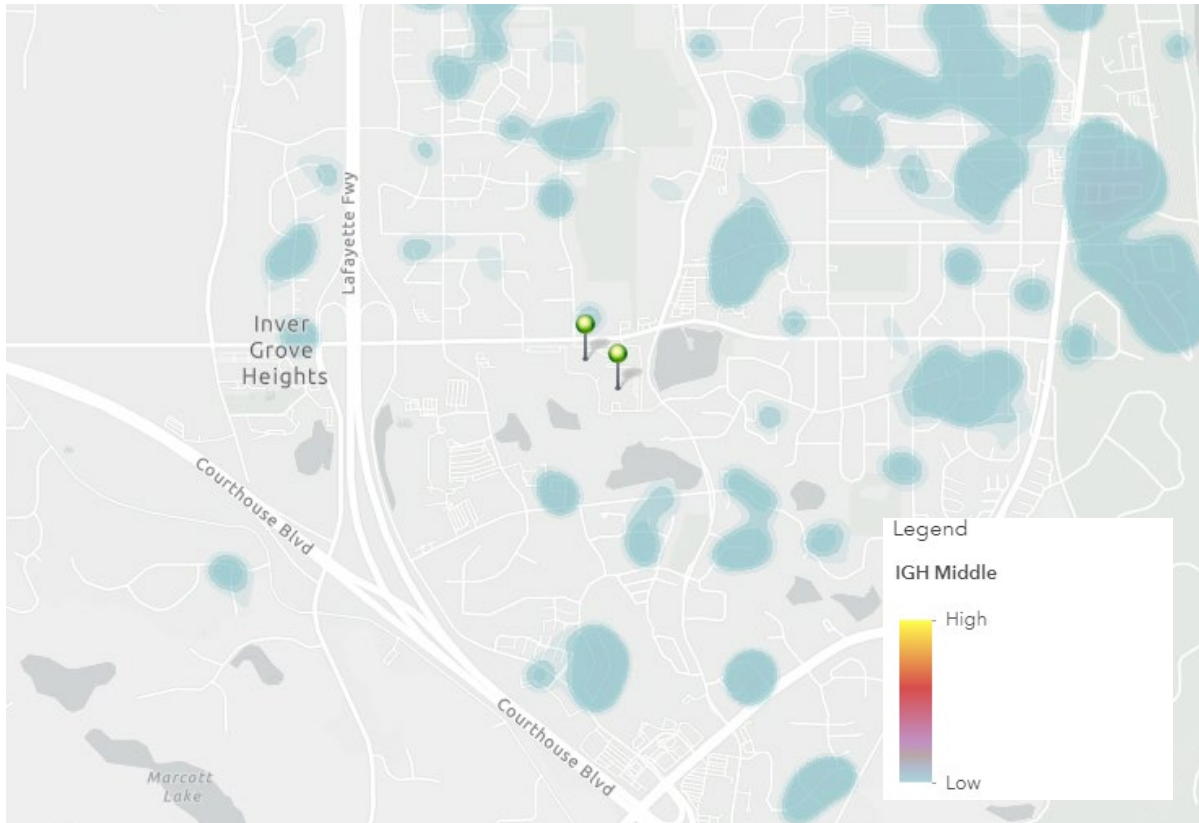 Lafayette Fwy
Inver
Grove
Heights
Courthouse Blvd
Courthouse Blvd
Marcott
Lake
Legend
IGH Middle
High
Low